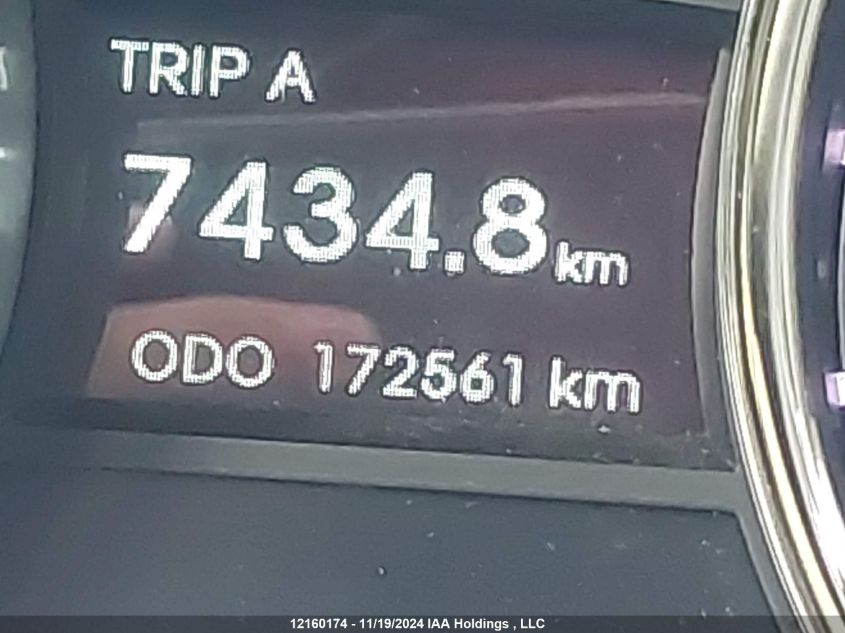 TRIP A
7434.8 km
ODO 172561 km
12160174 - 11/19/2024 IAA Holdings , LLC